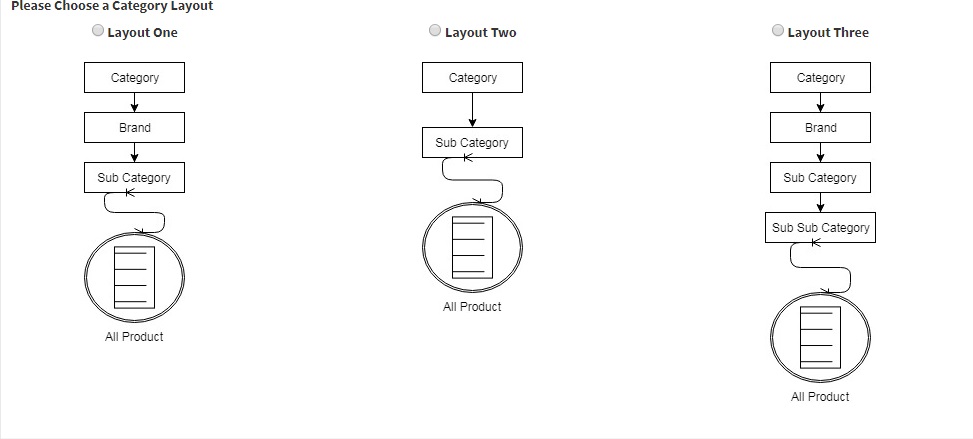 Please Choose a Category Layout
Layout One
Category
Brand
Sub Category
All Product
Layout Two
Category
Sub Category
All Product
Layout Three
Category
Brand
Sub Category
Sub Sub Category
All Product